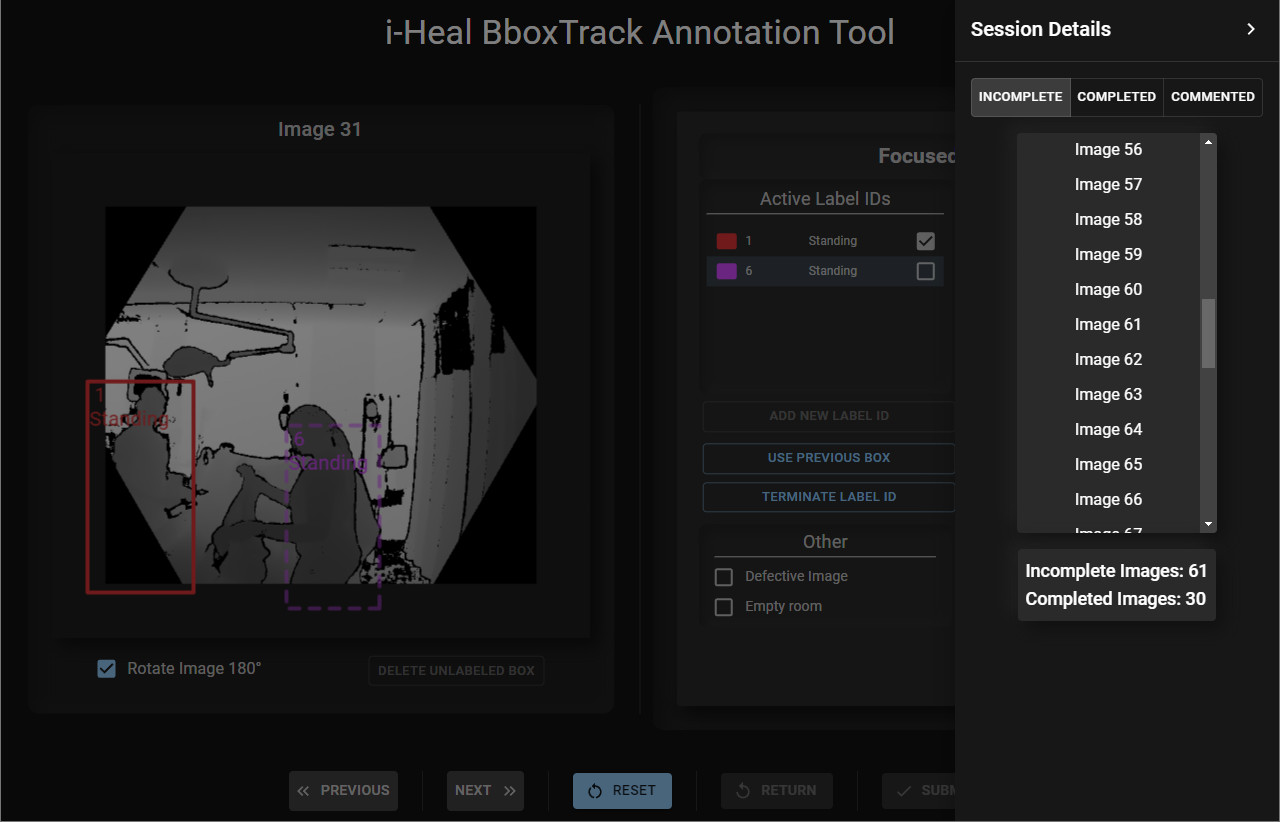 i-Heal BboxTrack Annotation Tool
Image 31
1
Standing
6
Standing
Rotate Image 180°
DELETE UNLABELED BOX
Focused
Active Label IDs
1 Standing
6 Standing
ADD NEW LABEL ID
USE PREVIOUS BOX
TERMINATE LABEL ID
Other
Defective Image
Empty room
PREVIOUS
NEXT
RESET
RETURN
SUBM
Session Details
INCOMPLETE COMPLETED COMMENTED
Image 56
Image 57
Image 58
Image 59
Image 60
Image 61
Image 62
Image 63
Image 64
Image 65
Image 66
Image 67
Incomplete Images: 61
Completed Images: 30